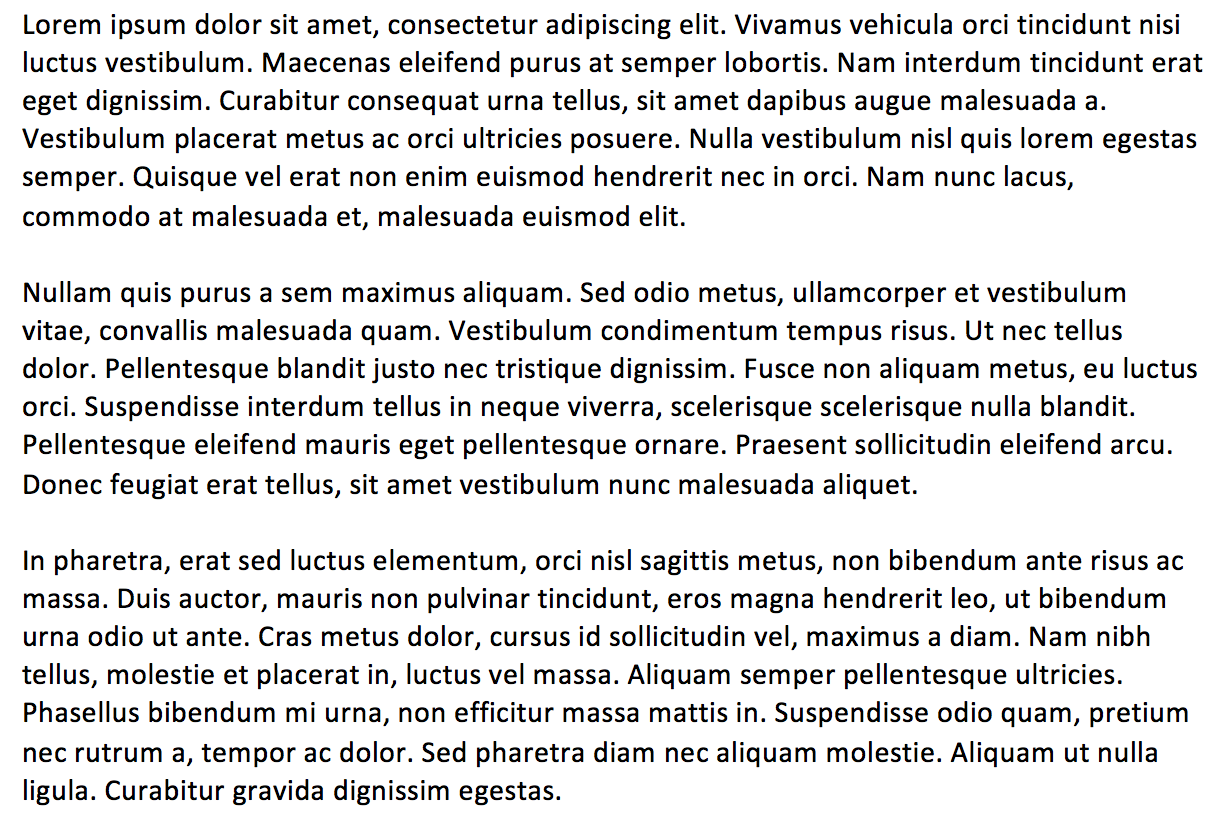 Lorem ipsum dolor sit amet, consectetur adipiscing elit. Vivamus vehicula orci tincidunt nisi
luctus vestibulum. Maecenas eleifend purus at semper lobortis. Nam interdum tincidunt erat
eget dignissim. Curabitur consequat urna tellus, sit amet dapibus augue malesuada a.
Vestibulum placerat metus ac orci ultricies posuere. Nulla vestibulum nisl quis lorem egestas
semper. Quisque vel erat non enim euismod hendrerit nec in orci. Nam nunc lacus,
commodo at malesuada et, malesuada euismod elit.

Nullam quis purus a sem maximus aliquam. Sed odio metus, ullamcorper et vestibulum
vitae, convallis malesuada quam. Vestibulum condimentum tempus risus. Ut nec tellus
dolor. Pellentesque blandit justo nec tristique dignissim. Fusce non aliquam metus, eu luctus
orci. Suspendisse interdum tellus in neque viverra, scelerisque scelerisque nulla blandit.
Pellentesque eleifend mauris eget pellentesque ornare. Praesent sollicitudin eleifend arcu.
Donec feugiat erat tellus, sit amet vestibulum nunc malesuada aliquet.

In pharetra, erat sed luctus elementum, orci nisl sagittis metus, non bibendum ante risus ac
massa. Duis auctor, mauris non pulvinar tincidunt, eros magna hendrerit leo, ut bibendum
urna odio ut ante. Cras metus dolor, cursus id sollicitudin vel, maximus a diam. Nam nibh
tellus, molestie et placerat in, luctus vel massa. Aliquam semper pellentesque ultricies.
Phasellus bibendum mi urna, non efficitur massa mattis in. Suspendisse odio quam, pretium
nec rutrum a, tempor ac dolor. Sed pharetra diam nec aliquam molestie. Aliquam ut nulla
ligula. Curabitur gravida dignissim egestas.